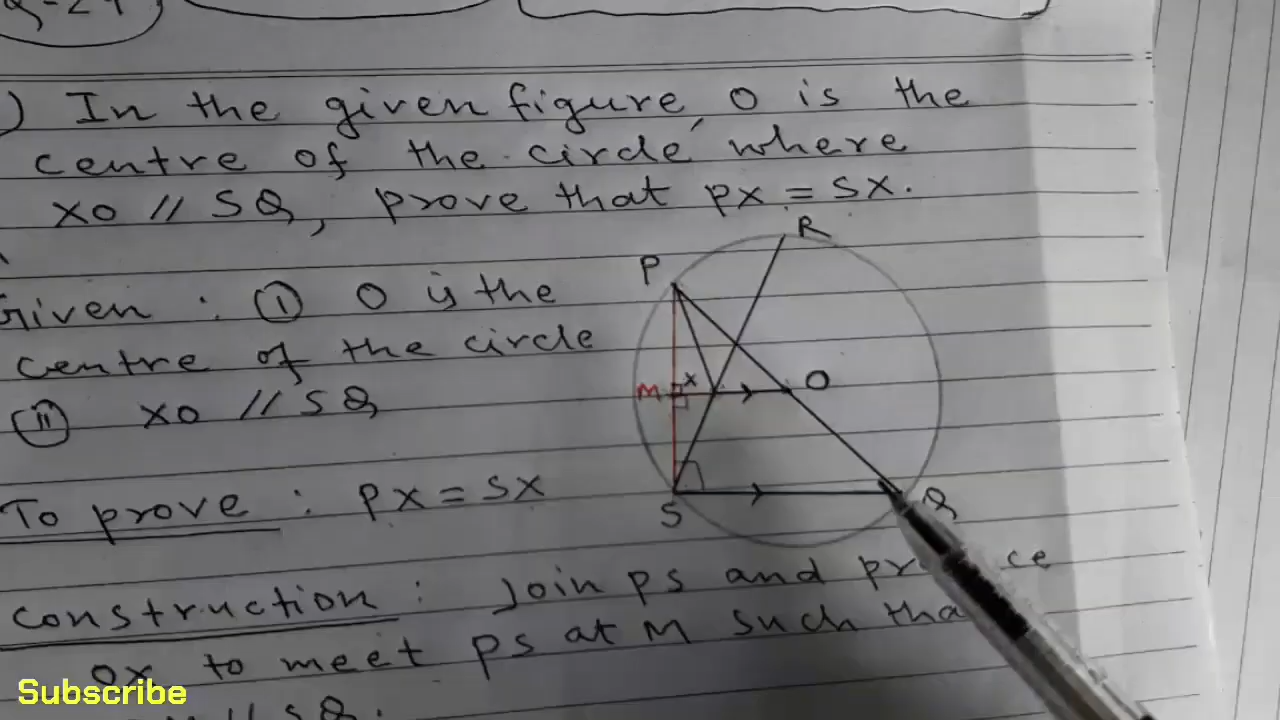 ) In the given figure, O is the
centre of the circle where
XO // SQ, prove that PX = SX.
R
P
Given : (i) O is the
centre of the circle
M
X
O
(ii) XO // SQ
To prove : PX = SX
S
Q
Construction : Join PS and
OX to meet PS at M such
// SQ.
Subscribe